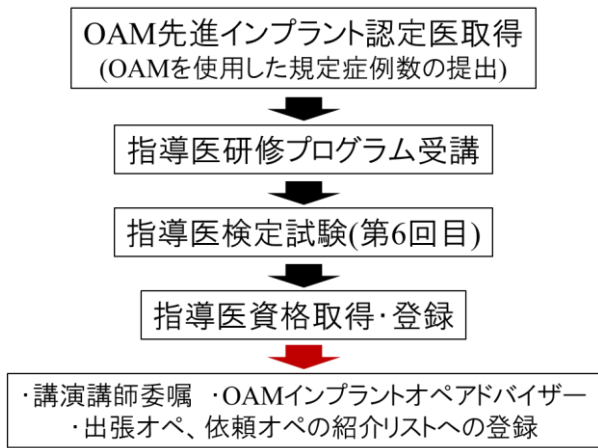 OAM先進インプラント認定医取得
(OAMを使用した規定症例数の提出)
指導医研修プログラム受講
指導医検定試験(第6回目)
指導医資格取得・登録
・講演講師委嘱 ・OAMインプラントオペアドバイザー
・出張オペ、依頼オペの紹介リストへの登録